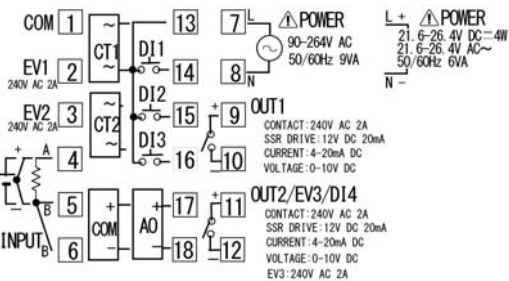 COM 1
CT1
EV1 2
240V AC 2A
EV2 3
240V AC 2A
CT2
4
+ A
5
B
INPUT 6
B
COM + −
AO + −
13
DI1
14
DI2
15
DI3
16
17
18
7 L ⚠POWER
90-264V AC
50/60Hz 9VA
8 N
L + ⚠POWER
21.6-26.4V DC⎓4W
21.6-26.4V AC~
50/60Hz 6VA
N −
+ 9 OUT1
CONTACT:240V AC 2A
SSR DRIVE:12V DC 20mA
CURRENT:4-20mA DC
VOLTAGE:0-10V DC
− 10
+ 11 OUT2/EV3/DI4
CONTACT:240V AC 2A
SSR DRIVE:12V DC 20mA
CURRENT:4-20mA DC
− 12
VOLTAGE:0-10V DC
EV3:240V AC 2A